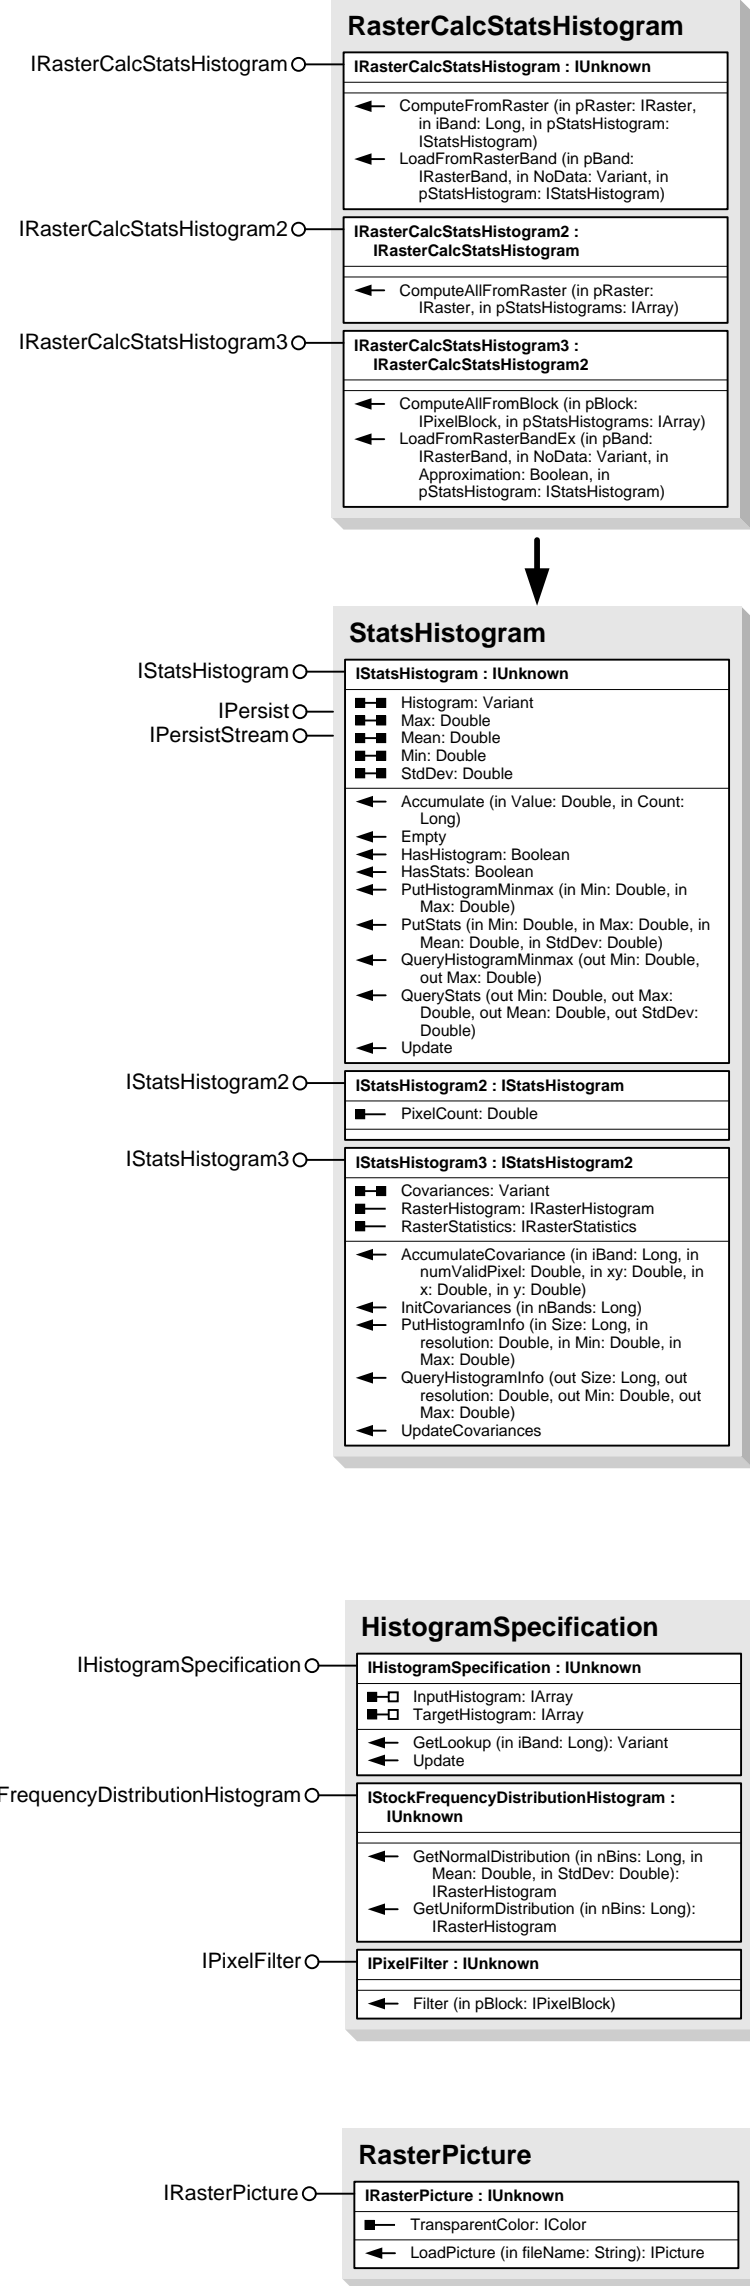 RasterCalcStatsHistogram
IRasterCalcStatsHistogram
IRasterCalcStatsHistogram : IUnknown
ComputeFromRaster (in pRaster: IRaster,
in iBand: Long, in pStatsHistogram:
IStatsHistogram)
LoadFromRasterBand (in pBand:
IRasterBand, in NoData: Variant, in
pStatsHistogram: IStatsHistogram)
IRasterCalcStatsHistogram2
IRasterCalcStatsHistogram2 :
IRasterCalcStatsHistogram
ComputeAllFromRaster (in pRaster:
IRaster, in pStatsHistograms: IArray)
IRasterCalcStatsHistogram3
IRasterCalcStatsHistogram3 :
IRasterCalcStatsHistogram2
ComputeAllFromBlock (in pBlock:
IPixelBlock, in pStatsHistograms: IArray)
LoadFromRasterBandEx (in pBand:
IRasterBand, in NoData: Variant, in
Approximation: Boolean, in
pStatsHistogram: IStatsHistogram)
StatsHistogram
IStatsHistogram
IStatsHistogram : IUnknown
IPersist
IPersistStream
Histogram: Variant
Max: Double
Mean: Double
Min: Double
StdDev: Double
Accumulate (in Value: Double, in Count:
Long)
Empty
HasHistogram: Boolean
HasStats: Boolean
PutHistogramMinmax (in Min: Double, in
Max: Double)
PutStats (in Min: Double, in Max: Double, in
Mean: Double, in StdDev: Double)
QueryHistogramMinmax (out Min: Double,
out Max: Double)
QueryStats (out Min: Double, out Max:
Double, out Mean: Double, out StdDev:
Double)
Update
IStatsHistogram2
IStatsHistogram2 : IStatsHistogram
PixelCount: Double
IStatsHistogram3
IStatsHistogram3 : IStatsHistogram2
Covariances: Variant
RasterHistogram: IRasterHistogram
RasterStatistics: IRasterStatistics
AccumulateCovariance (in iBand: Long, in
numValidPixel: Double, in xy: Double, in
x: Double, in y: Double)
InitCovariances (in nBands: Long)
PutHistogramInfo (in Size: Long, in
resolution: Double, in Min: Double, in
Max: Double)
QueryHistogramInfo (out Size: Long, out
resolution: Double, out Min: Double, out
Max: Double)
UpdateCovariances
HistogramSpecification
IHistogramSpecification
IHistogramSpecification : IUnknown
InputHistogram: IArray
TargetHistogram: IArray
GetLookup (in iBand: Long): Variant
Update
FrequencyDistributionHistogram
IStockFrequencyDistributionHistogram :
IUnknown
GetNormalDistribution (in nBins: Long, in
Mean: Double, in StdDev: Double):
IRasterHistogram
GetUniformDistribution (in nBins: Long):
IRasterHistogram
IPixelFilter
IPixelFilter : IUnknown
Filter (in pBlock: IPixelBlock)
RasterPicture
IRasterPicture
IRasterPicture : IUnknown
TransparentColor: IColor
LoadPicture (in fileName: String): IPicture